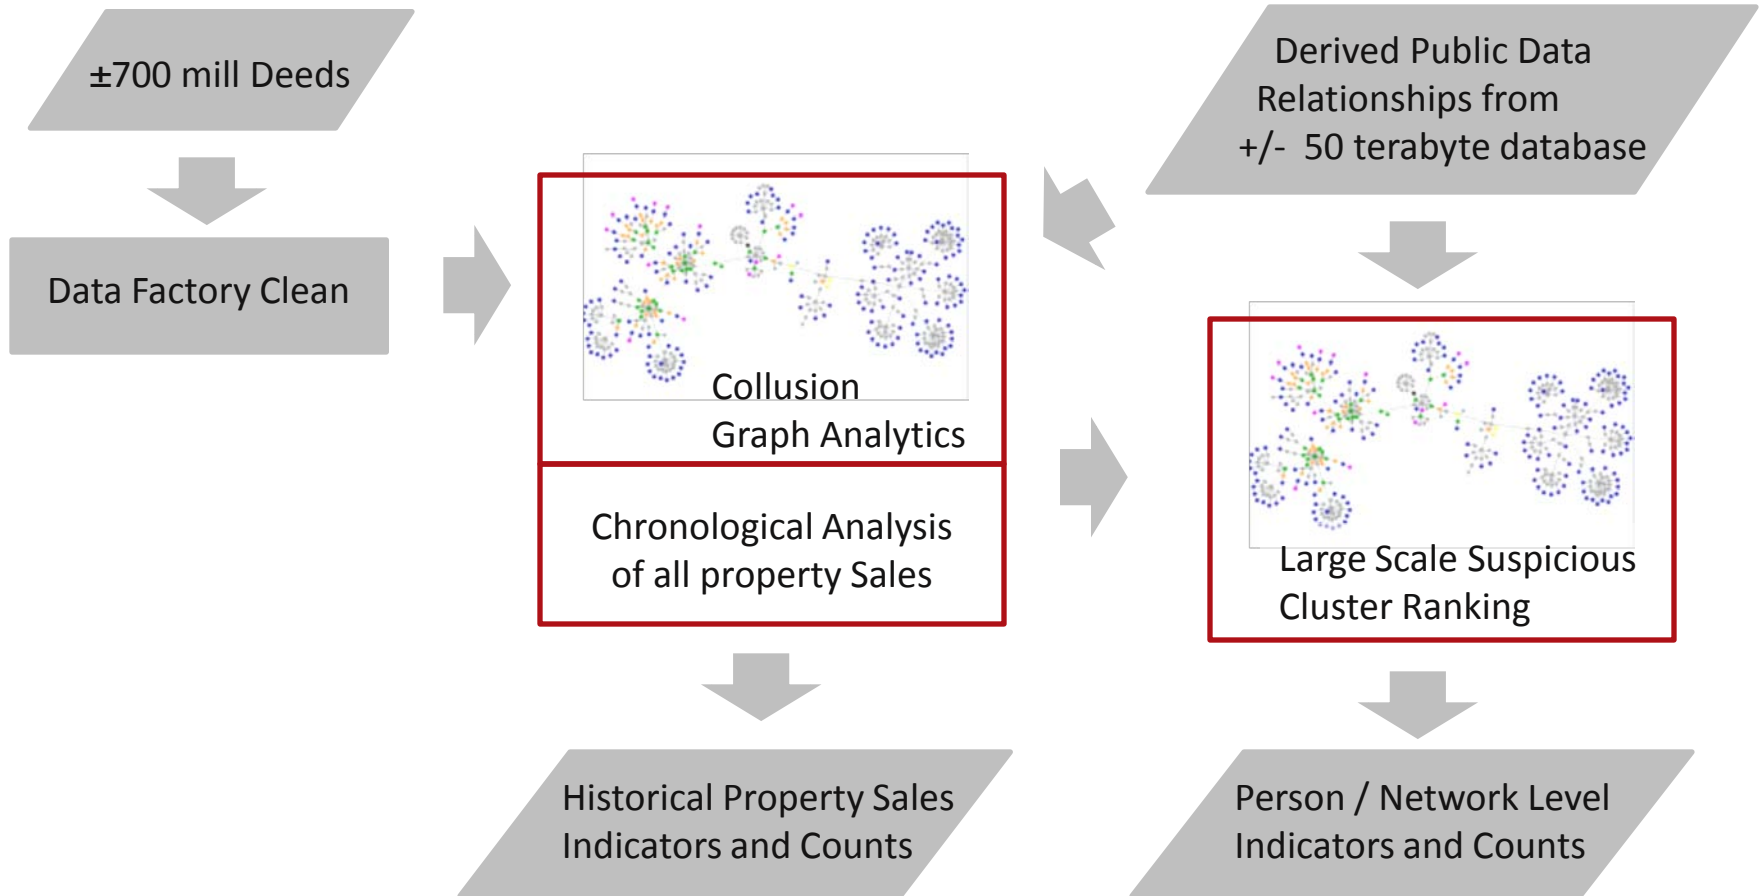 ±700 mill Deeds
Derived Public Data
Relationships from
+/-  50 terabyte database
Data Factory Clean
Collusion
Graph Analytics
Chronological Analysis
of all property Sales
Large Scale Suspicious
Cluster Ranking
Historical Property Sales
Indicators and Counts
Person / Network Level
Indicators and Counts